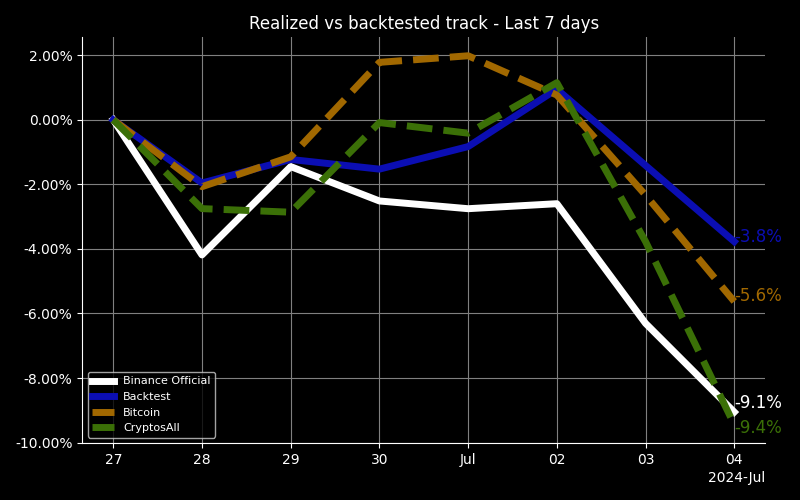 Realized vs backtested track - Last 7 days
2.00%
0.00%
-2.00%
-4.00%
-6.00%
-8.00%
-10.00%
-3.8%
-5.6%
-9.1%
-9.4%
Binance Official
Backtest
Bitcoin
CryptosAll
27 28 29 30 Jul 02 03 04
2024-Jul